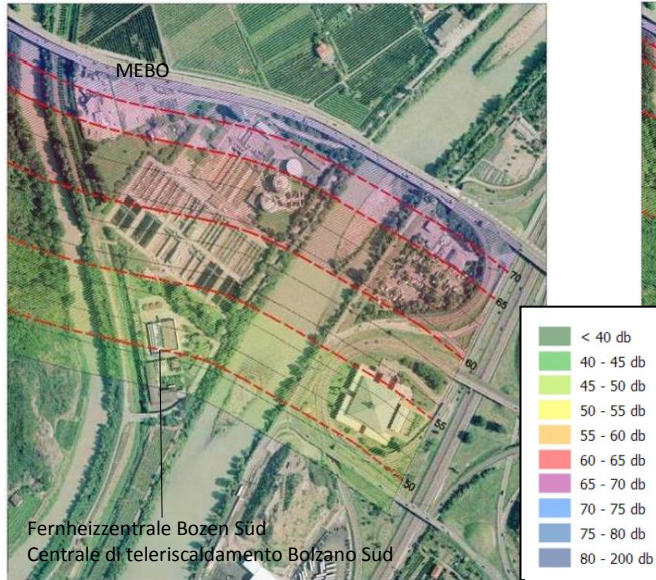 MEBO
70
65
60
55
50
Fernheizzentrale Bozen Süd
Centrale di teleriscaldamento Bolzano Süd
< 40 db
40 - 45 db
45 - 50 db
50 - 55 db
55 - 60 db
60 - 65 db
65 - 70 db
70 - 75 db
75 - 80 db
80 - 200 db